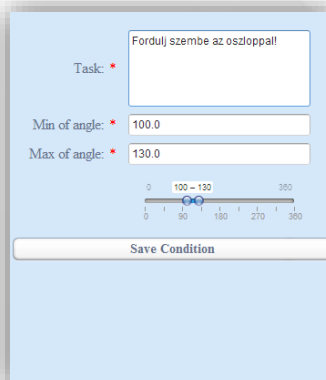 Task: * Fordulj szembe az oszloppal!
Min of angle: * 100.0
Max of angle: * 130.0
0 100 – 130 360
0 90 180 270 360
Save Condition